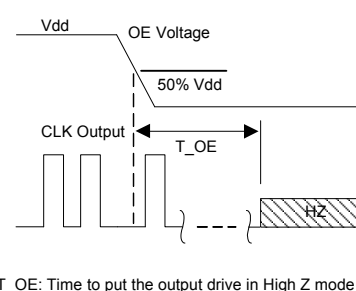 Vdd
OE Voltage
50% Vdd
CLK Output
T_OE
HZ
T_OE: Time to put the output drive in High Z mode